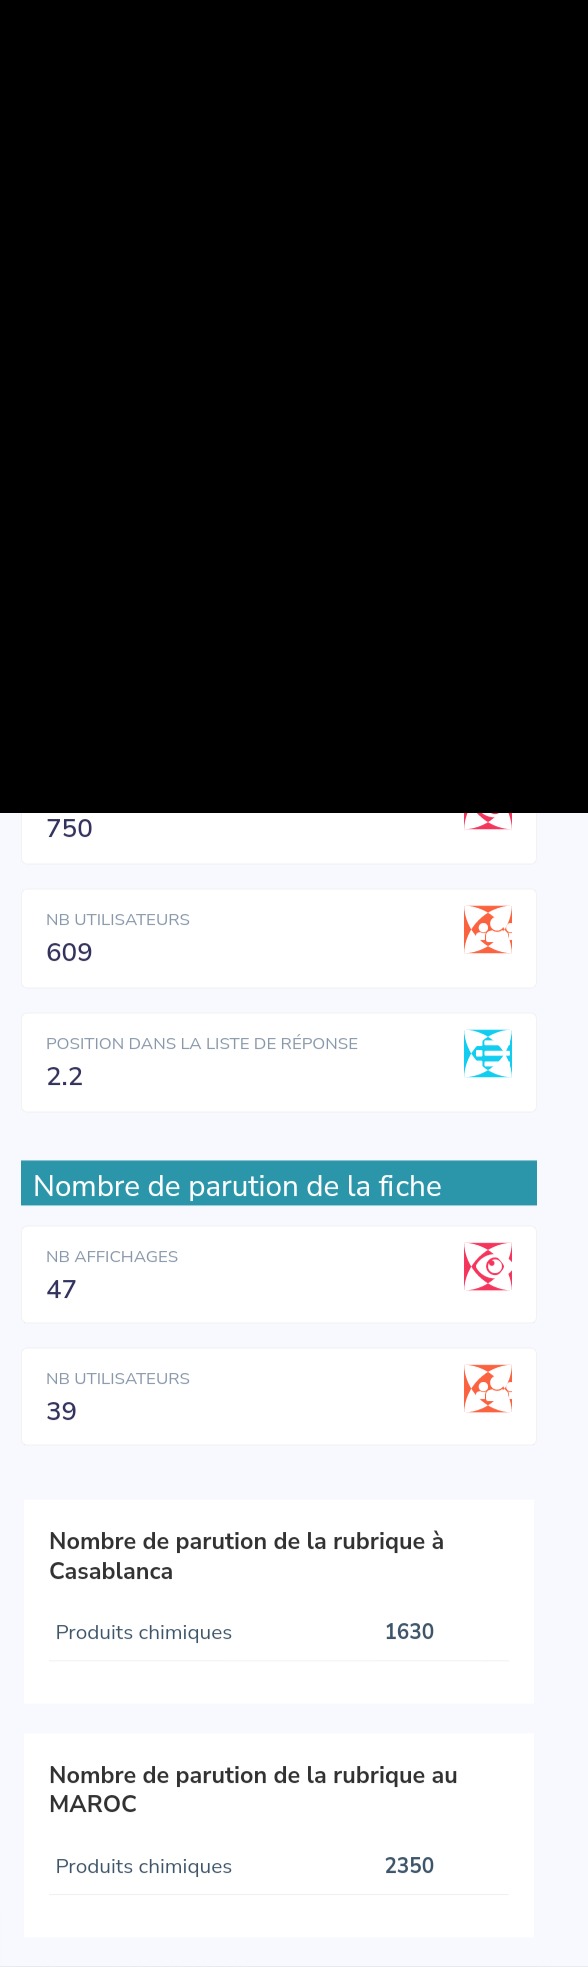 750
NB UTILISATEURS
609
POSITION DANS LA LISTE DE RÉPONSE
2.2
Nombre de parution de la fiche
NB AFFICHAGES
47
NB UTILISATEURS
39
Nombre de parution de la rubrique à
Casablanca
Produits chimiques 1630
Nombre de parution de la rubrique au
MAROC
Produits chimiques 2350